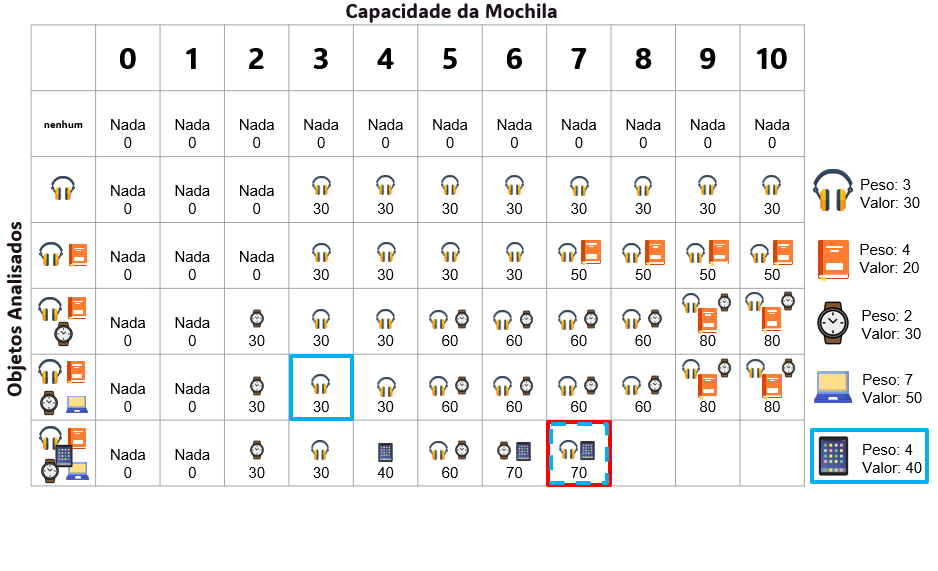 Capacidade da Mochila
0 1 2 3 4 5 6 7 8 9 10
Objetos Analisados
nenhum
Nada Nada Nada Nada Nada Nada Nada Nada Nada Nada Nada
0 0 0 0 0 0 0 0 0 0 0
Nada Nada Nada
0 0 0 30 30 30 30 30 30 30 30
Peso: 3
Valor: 30
Nada Nada Nada
0 0 0 30 30 30 30 50 50 50 50
Peso: 4
Valor: 20
Nada Nada
0 0 30 30 30 60 60 60 60 80 80
Peso: 2
Valor: 30
Nada Nada
0 0 30 30 30 60 60 60 60 80 80
Peso: 7
Valor: 50
Nada Nada
0 0 30 30 40 60 70 70
Peso: 4
Valor: 40